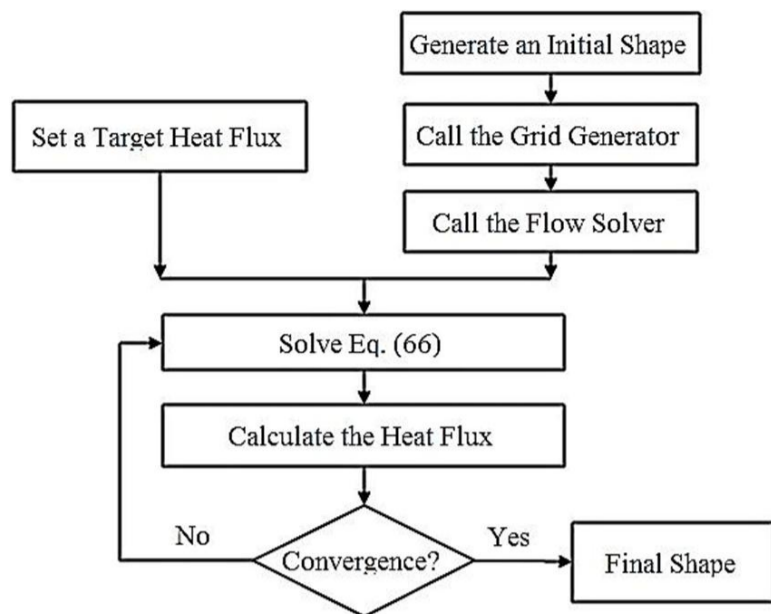 Generate an Initial Shape
Set a Target Heat Flux
Call the Grid Generator
Call the Flow Solver
Solve Eq. (66)
Calculate the Heat Flux
No
Convergence?
Yes
Final Shape